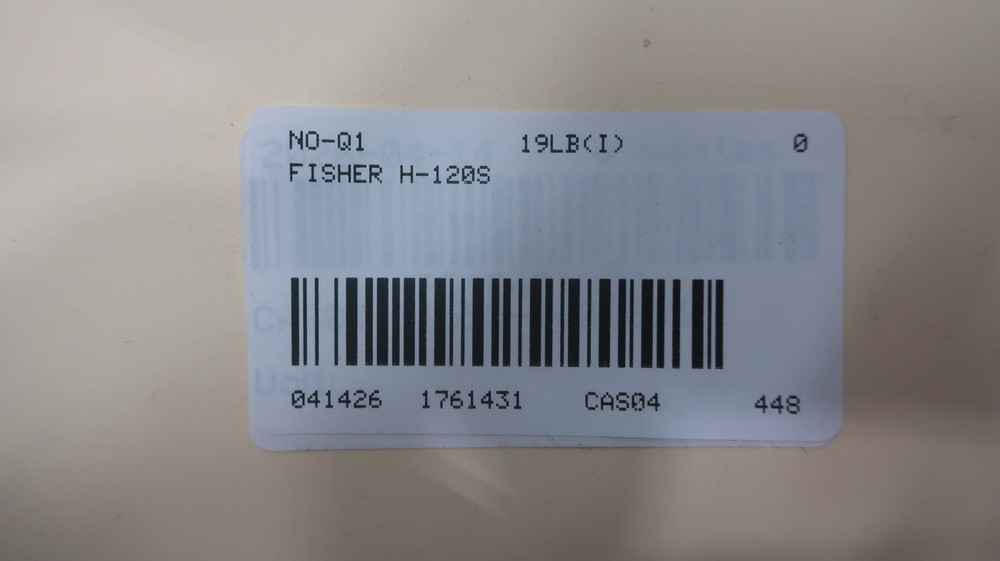 NO-Q1 19LB(I) 0
FISHER H-120S
041426 1761431 CAS04 448